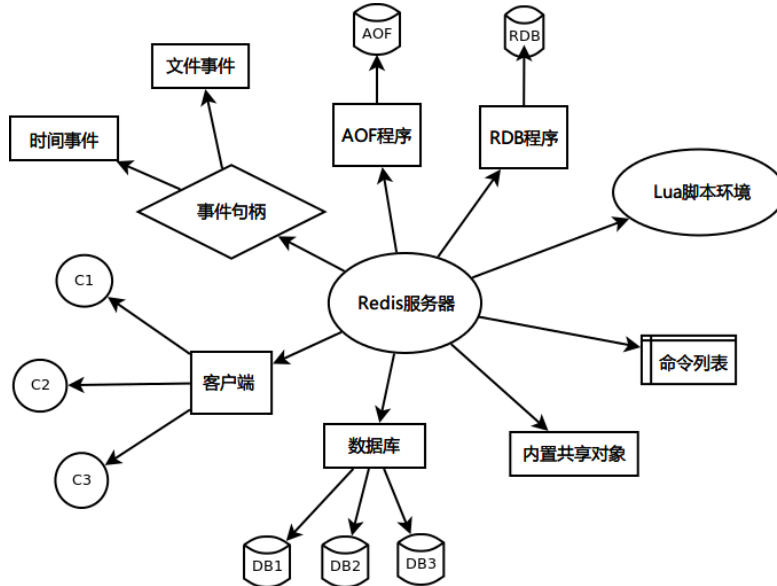 AOF
RDB
文件事件
时间事件
AOF程序
RDB程序
Lua脚本环境
事件句柄
C1
Redis服务器
命令列表
C2
客户端
数据库
内置共享对象
C3
DB1
DB2
DB3